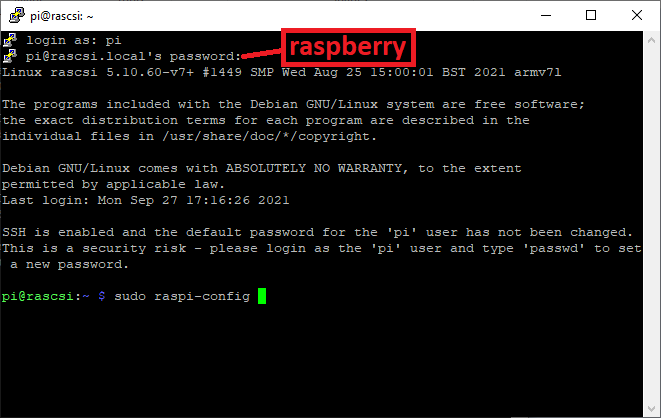 pi@rascsi: ~
login as: pi
pi@rascsi.local's password:
raspberry
Linux rascsi 5.10.60-v7+ #1449 SMP Wed Aug 25 15:00:01 BST 2021 armv7l
The programs included with the Debian GNU/Linux system are free software;
the exact distribution terms for each program are described in the
individual files in /usr/share/doc/*/copyright.
Debian GNU/Linux comes with ABSOLUTELY NO WARRANTY, to the extent
permitted by applicable law.
Last login: Mon Sep 27 17:16:26 2021
SSH is enabled and the default password for the 'pi' user has not been changed.
This is a security risk - please login as the 'pi' user and type 'passwd' to set
 a new password.
pi@rascsi:~ $ sudo raspi-config